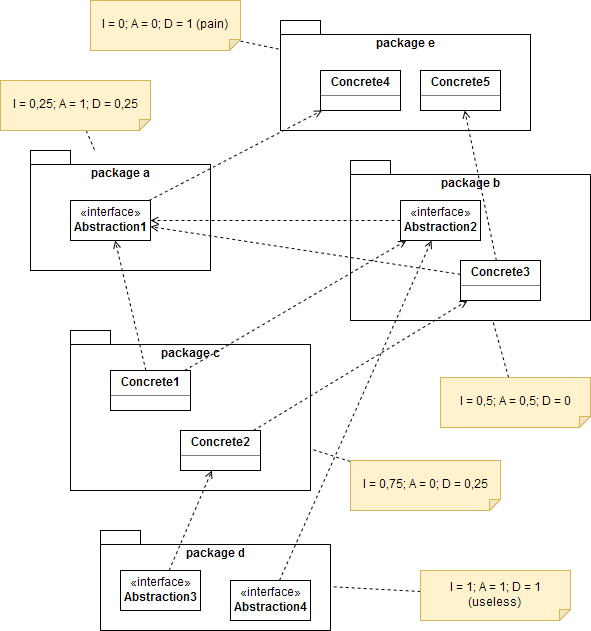 I = 0; A = 0; D = 1 (pain)
package e
Concrete4
Concrete5
I = 0,25; A = 1; D = 0,25
package a
«interface»
Abstraction1
package b
«interface»
Abstraction2
Concrete3
package c
Concrete1
Concrete2
I = 0,5; A = 0,5; D = 0
I = 0,75; A = 0; D = 0,25
package d
«interface»
Abstraction3
«interface»
Abstraction4
I = 1; A = 1; D = 1
(useless)